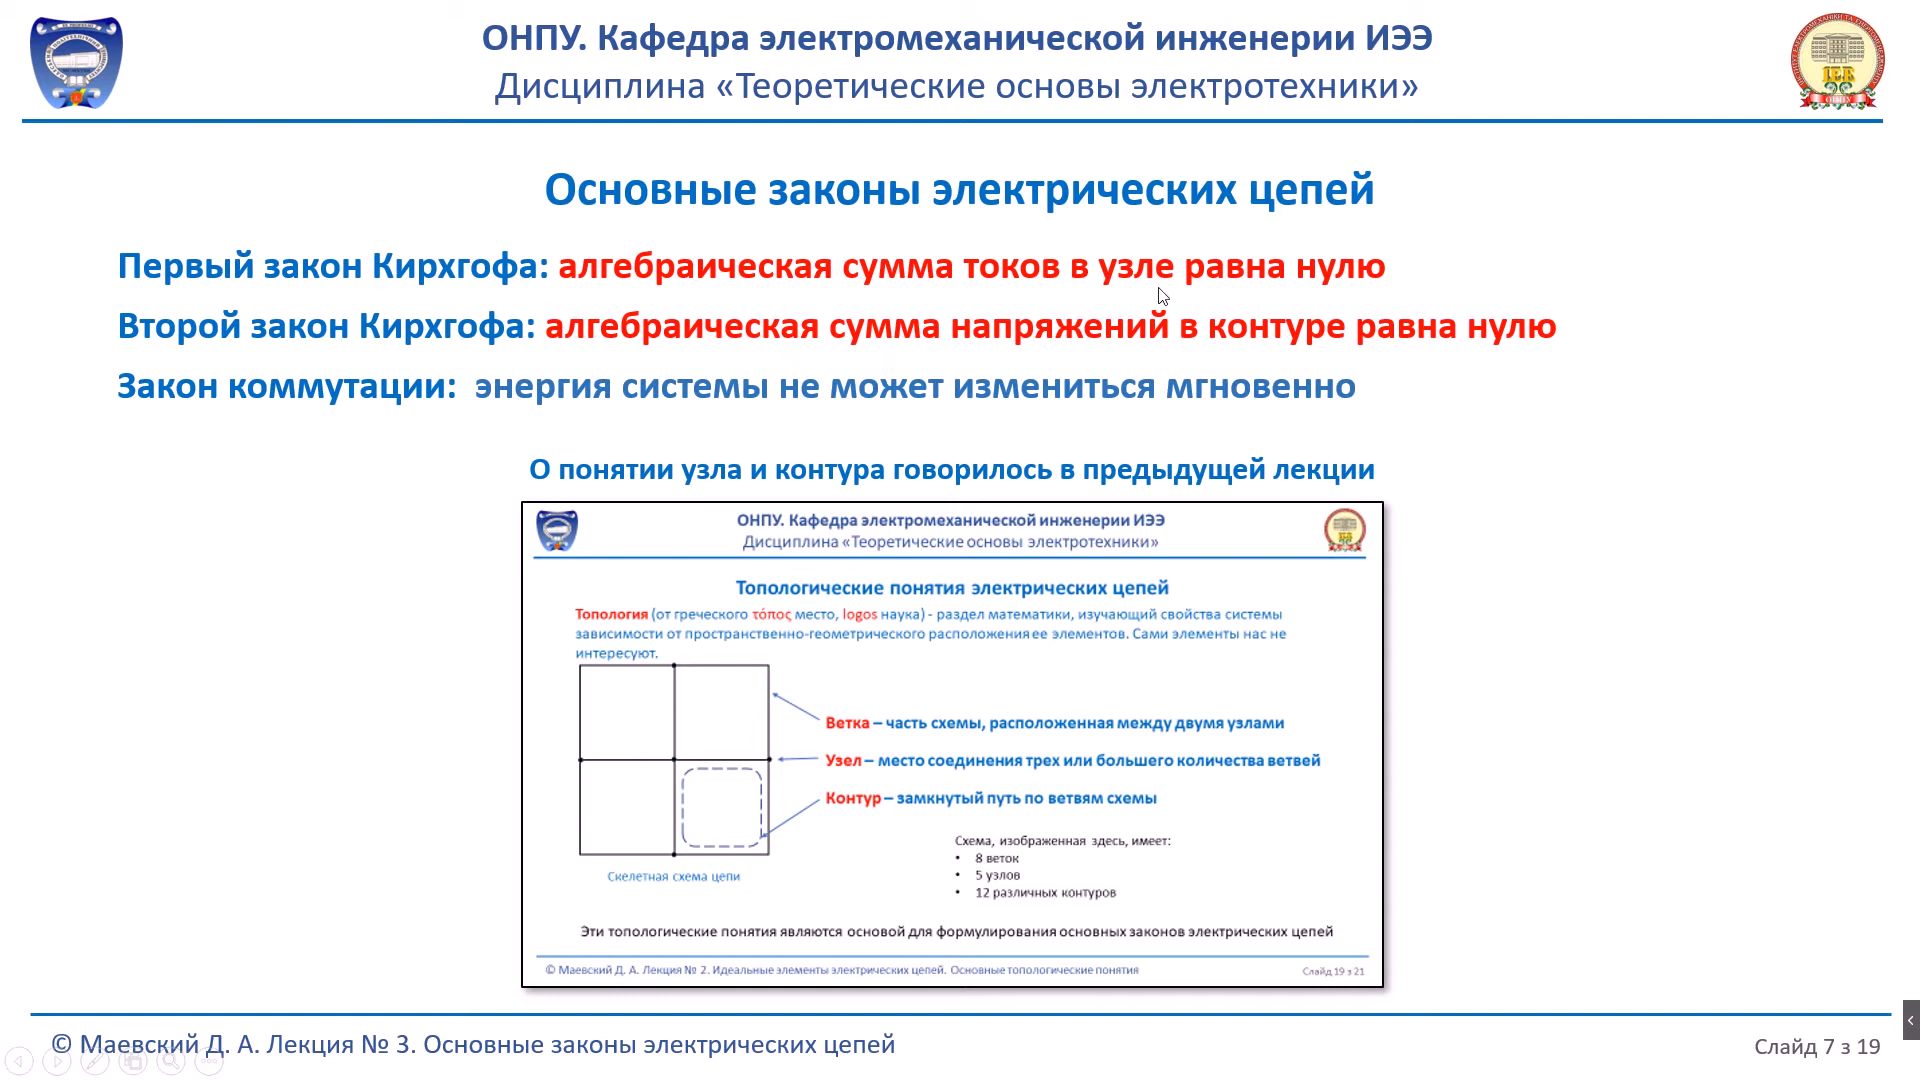 ОНПУ. Кафедра электромеханической инженерии ИЭЭ
Дисциплина «Теоретические основы электротехники»
Основные законы электрических цепей
Первый закон Кирхгофа: алгебраическая сумма токов в узле равна нулю
Второй закон Кирхгофа: алгебраическая сумма напряжений в контуре равна нулю
Закон коммутации: энергия системы не может измениться мгновенно
О понятии узла и контура говорилось в предыдущей лекции
ОНПУ. Кафедра электромеханической инженерии ИЭЭ
Дисциплина «Теоретические основы электротехники»
Топологические понятия электрических цепей
Топология (от греческого τόπος место, logos наука) - раздел математики, изучающий свойства системы
зависимости от пространственно-геометрического расположения ее элементов. Сами элементы нас не
интересуют.
Ветка – часть схемы, расположенная между двумя узлами
Узел – место соединения трех или большего количества ветвей
Контур – замкнутый путь по ветвям схемы
Схема, изображенная здесь, имеет:
• 8 веток
• 5 узлов
• 12 различных контуров
Скелетная схема цепи
Эти топологические понятия являются основой для формулирования основных законов электрических цепей
© Маевский Д. А. Лекция № 2. Идеальные элементы электрических цепей. Основные топологические понятия
Слайд 19 з 21
© Маевский Д. А. Лекция № 3. Основные законы электрических цепей
Слайд 7 з 19